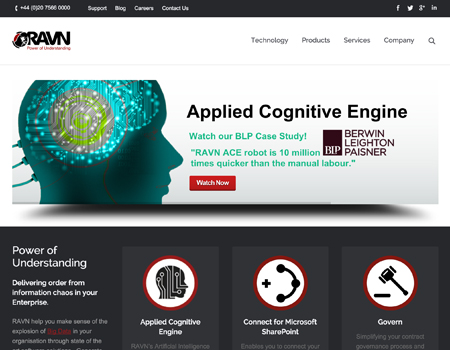 +44 (0)20 7566 0000 Support Blog Careers Contact Us
RAVN
Power of Understanding
Technology Products Services Company
Applied Cognitive Engine
Watch our BLP Case Study!
"RAVN ACE robot is 10 million
times quicker than the manual labour."
BLP
BERWIN
LEIGHTON
PAISNER
Watch Now
Power of
Understanding
Delivering order from
information chaos in your
Enterprise.
RAVN help you make sense of the
explosion of Big Data in your
organisation through state of the
Applied Cognitive
Engine
RAVN's Artificial Intelligence
Connect for Microsoft
SharePoint
Enables you to connect your
Govern
Simplifying your contract
governance process and